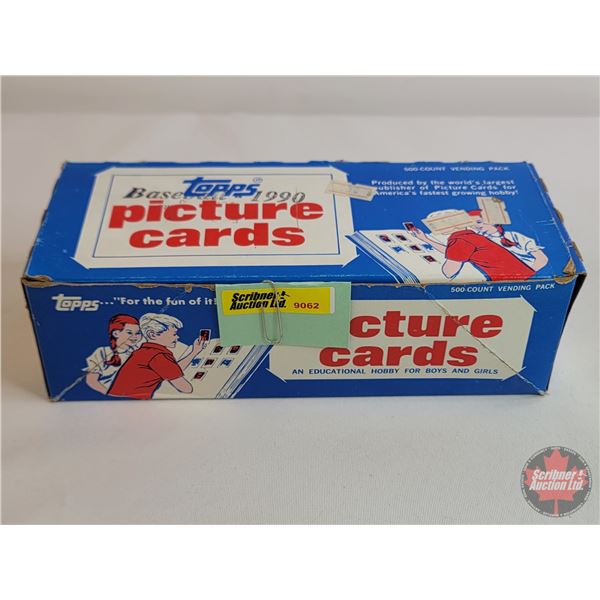 500-COUNT VENDING PACK
topps®
Baseball 1990
picture
cards
Produced by the world's largest
publisher of Picture Cards for
America's fastest growing hobby!
500-COUNT VENDING PACK
topps..."For the fun of it
Scribner
Auction Ltd.
9062
cture
cards
AN EDUCATIONAL HOBBY FOR BOYS AND GIRLS
Scribner
Auction Ltd.